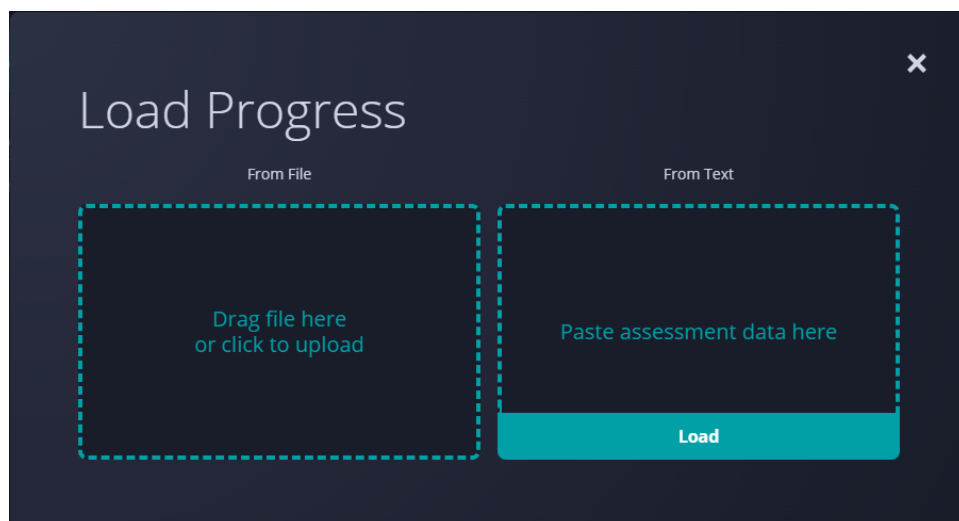 Load Progress
From File
From Text
Drag file here
or click to upload
Paste assessment data here
Load